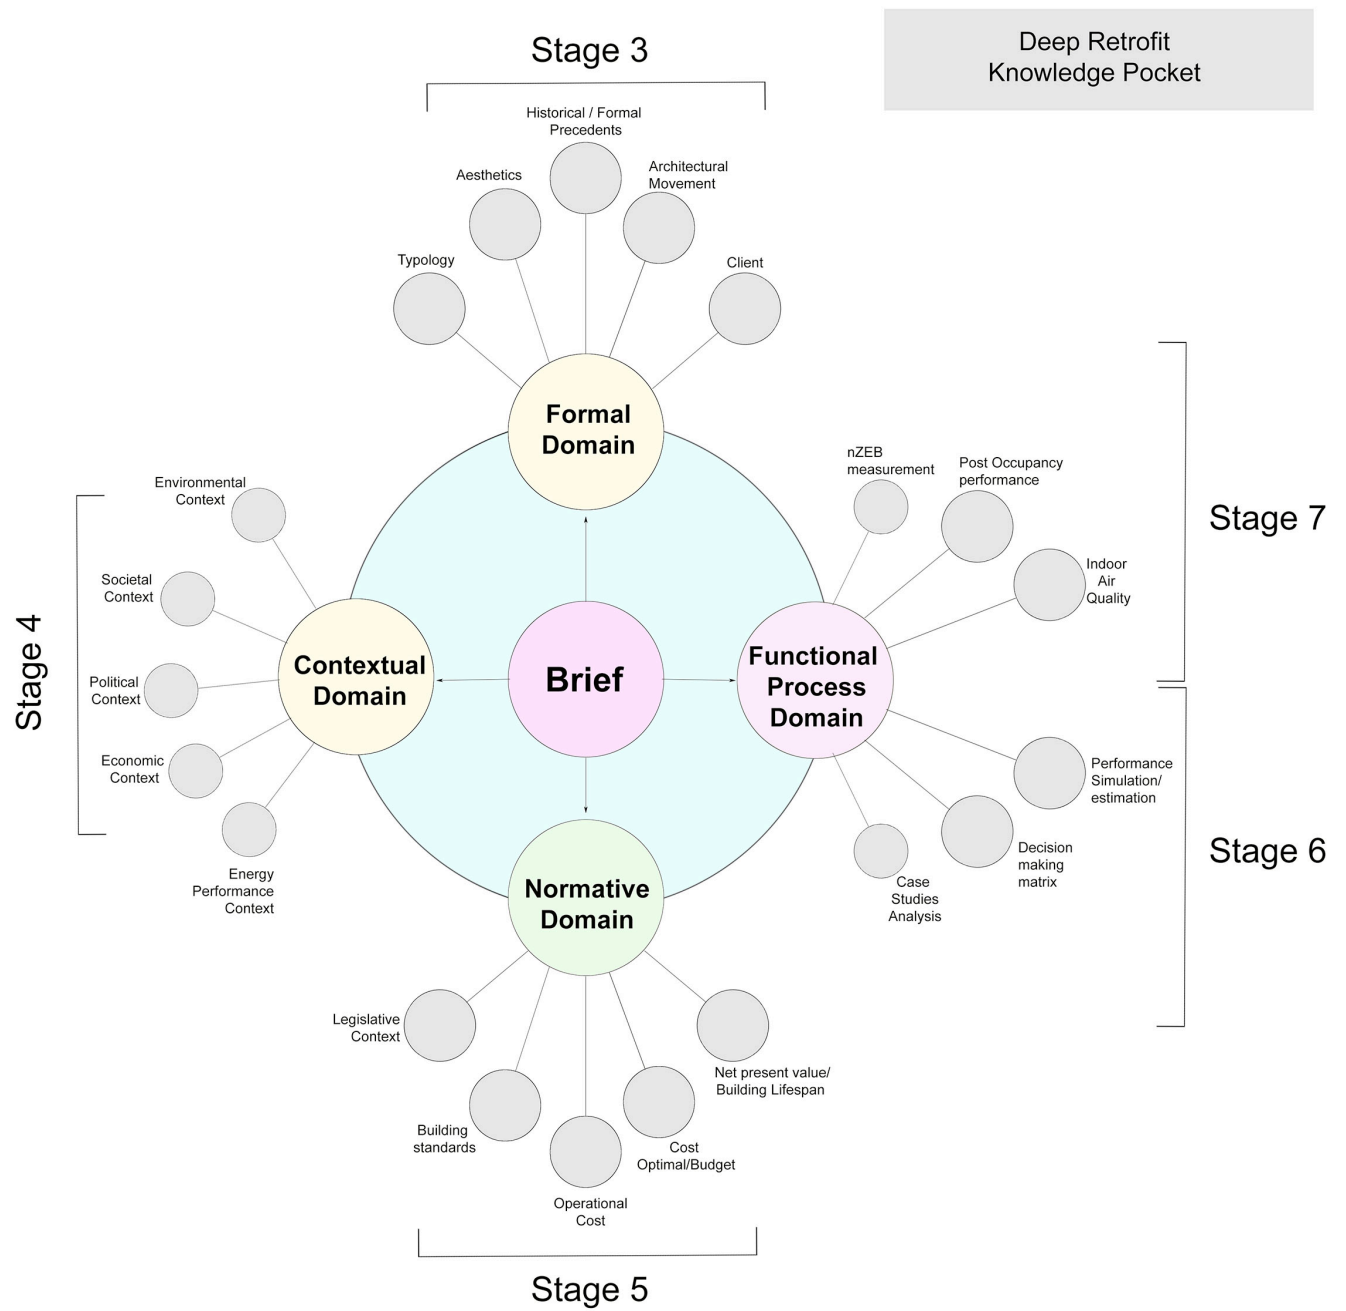 Stage 3
Deep Retrofit
Knowledge Pocket
Historical / Formal
Precedents
Aesthetics
Architectural
Movement
Typology
Client
Formal
Domain
Environmental
Context
Societal
Context
Political
Context
Economic
Context
Energy
Performance
Context
Stage 4
Contextual
Domain
Brief
Functional
Process
Domain
nZEB
measurement
Post Occupancy
performance
Indoor
Air
Quality
Stage 7
Performance
Simulation/
estimation
Decision
making
matrix
Case
Studies
Analysis
Stage 6
Normative
Domain
Legislative
Context
Building
standards
Operational
Cost
Cost
Optimal/Budget
Net present value/
Building Lifespan
Stage 5